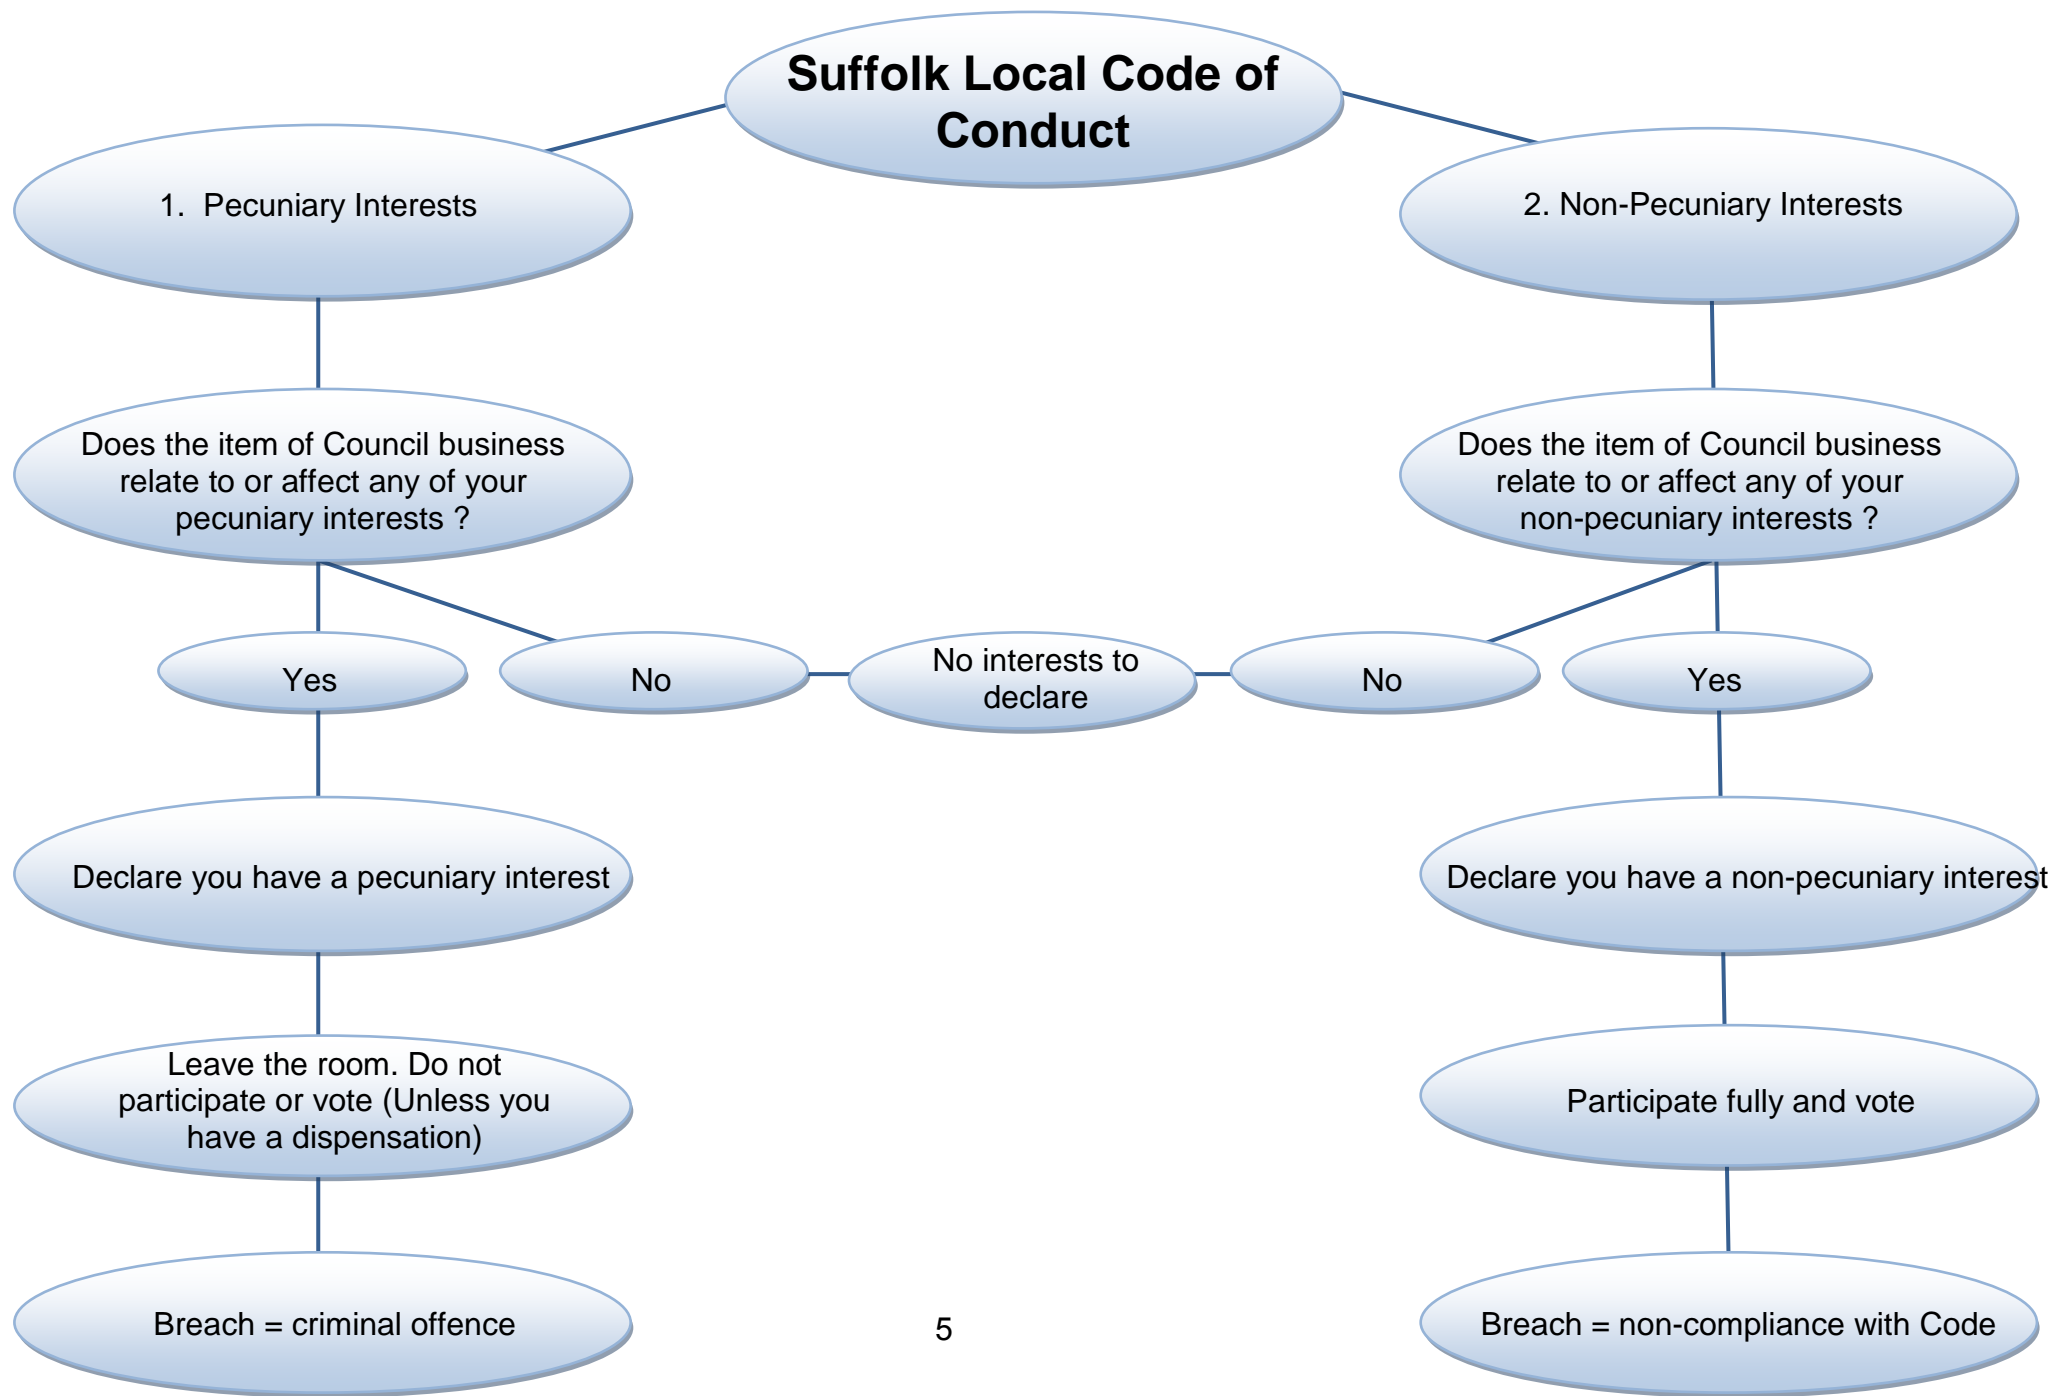 Suffolk Local Code of
Conduct
1. Pecuniary Interests
2. Non-Pecuniary Interests
Does the item of Council business
relate to or affect any of your
pecuniary interests ?
Does the item of Council business
relate to or affect any of your
non-pecuniary interests ?
Yes
No
No interests to
declare
No
Yes
Declare you have a pecuniary interest
Declare you have a non-pecuniary interest
Leave the room. Do not
participate or vote (Unless you
have a dispensation)
Participate fully and vote
Breach = criminal offence
5
Breach = non-compliance with Code